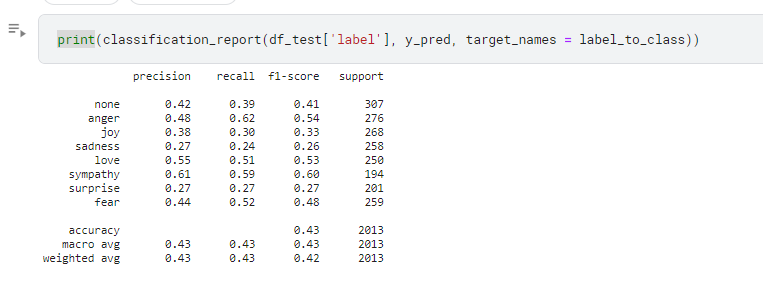 print(classification_report(df_test['label'], y_pred, target_names = label_to_class))
precision recall f1-score support
none 0.42 0.39 0.41 307
anger 0.48 0.62 0.54 276
joy 0.38 0.30 0.33 268
sadness 0.27 0.24 0.26 258
love 0.55 0.51 0.53 250
sympathy 0.61 0.59 0.60 194
surprise 0.27 0.27 0.27 201
fear 0.44 0.52 0.48 259
accuracy 0.43 2013
macro avg 0.43 0.43 0.43 2013
weighted avg 0.43 0.43 0.42 2013